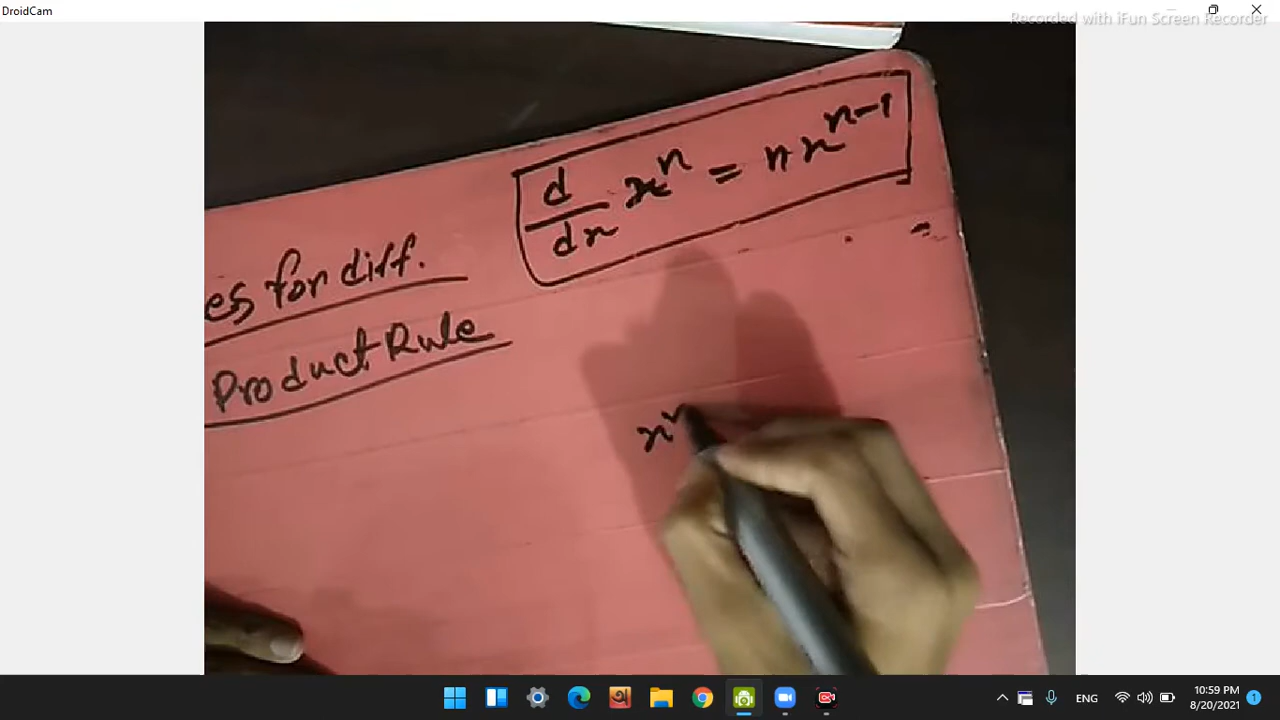 DroidCam
Recorded with iFun Screen Recorder
d/dx x^n = n x^{n-1}
es for diff.
Product Rule
ENG
10:59 PM
8/20/2021
1